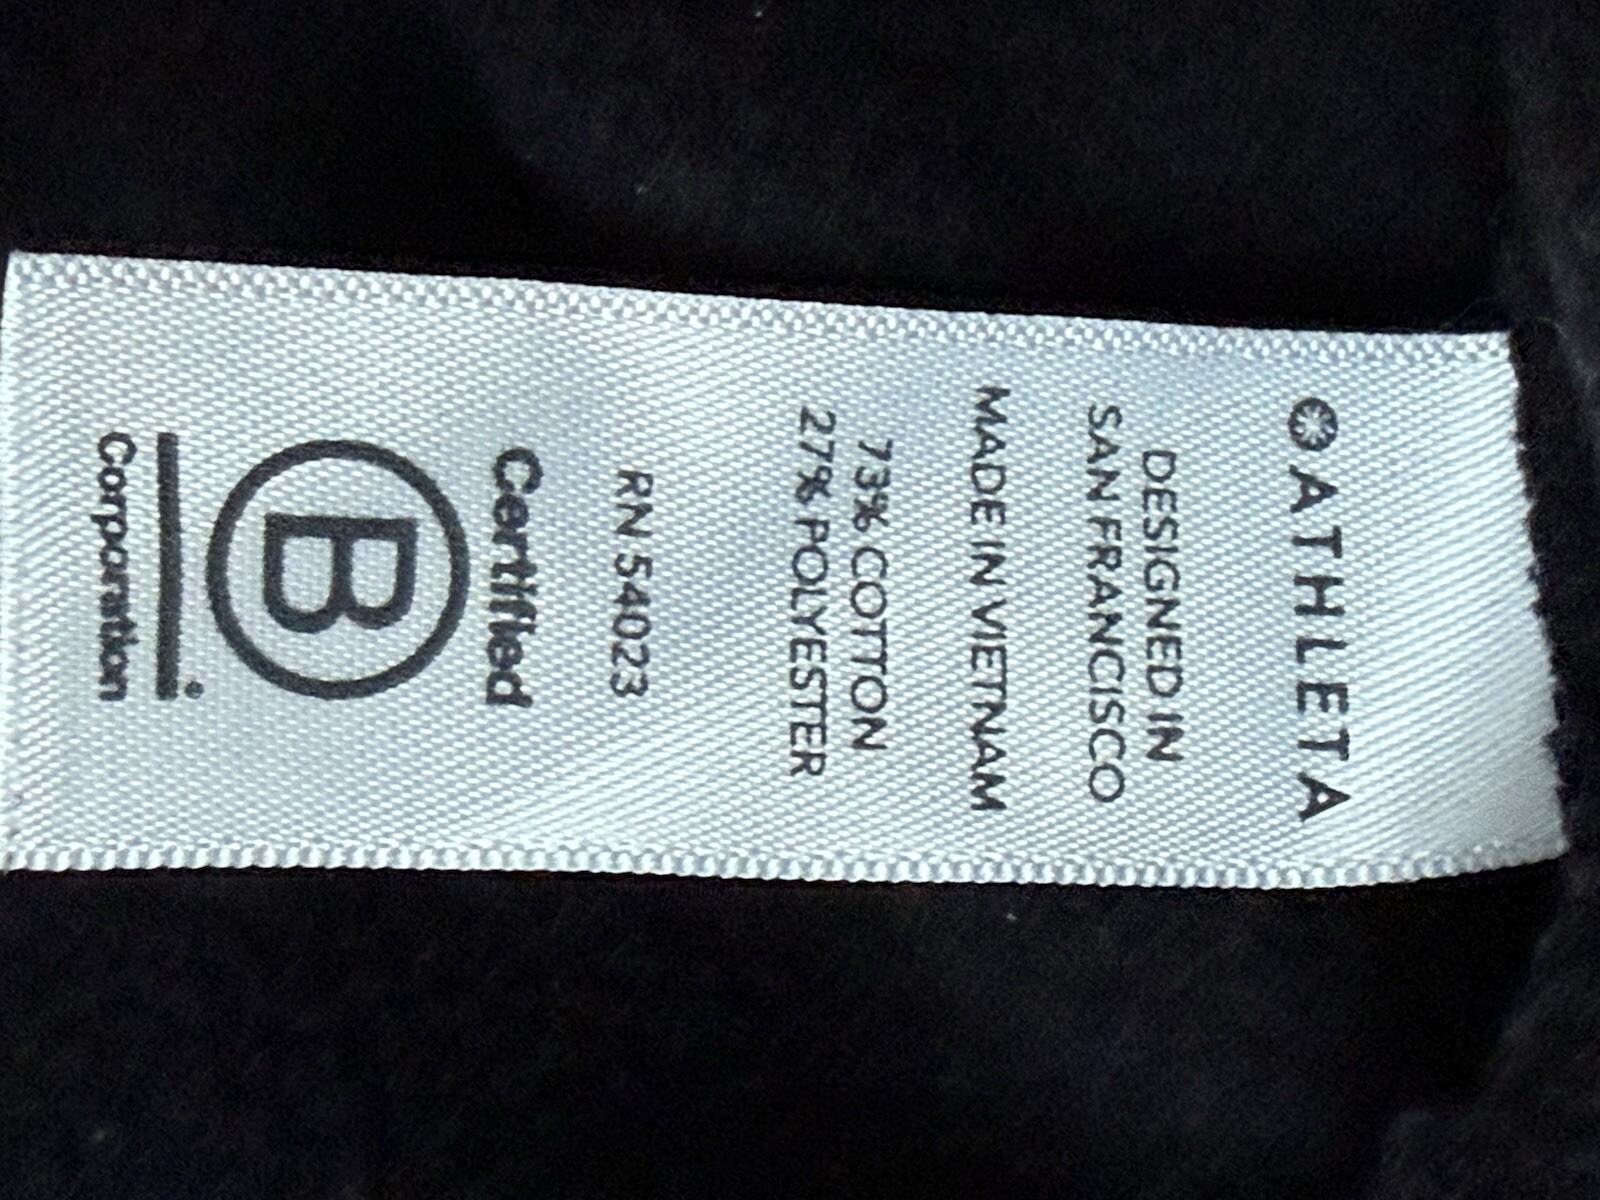 ATHLETA
DESIGNED IN
SAN FRANCISCO
MADE IN VIETNAM
73% COTTON
27% POLYESTER
RN 54023
Certified
B
Corporation